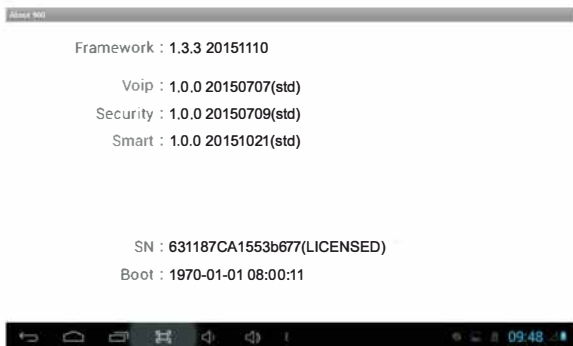 About 900
Framework : 1.3.3 20151110
Voip : 1.0.0 20150707(std)
Security : 1.0.0 20150709(std)
Smart : 1.0.0 20151021(std)
SN : 631187CA1553b677(LICENSED)
Boot : 1970-01-01 08:00:11
09:48